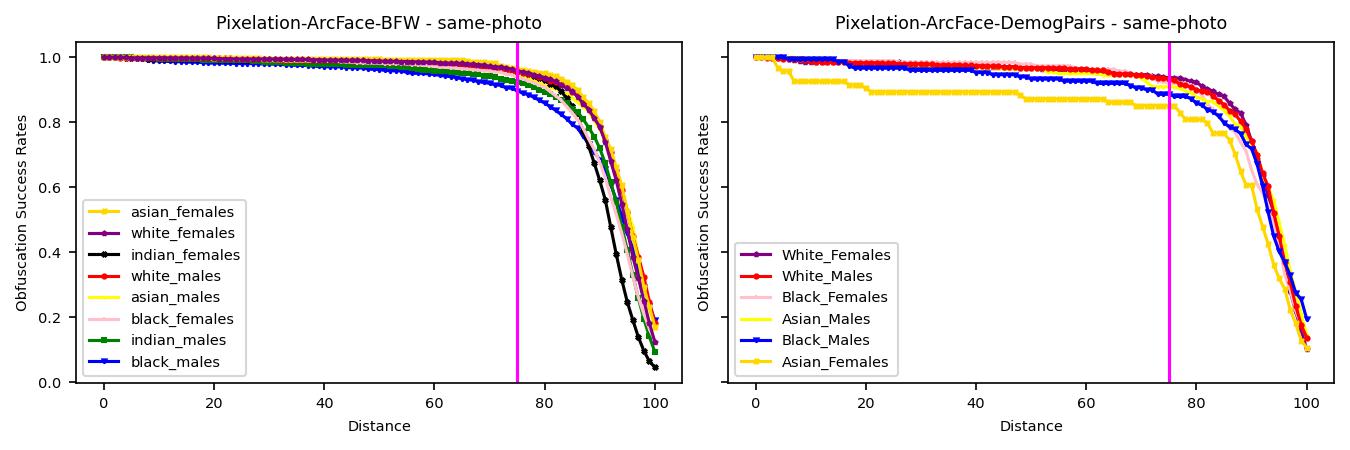 Pixelation-ArcFace-BFW - same-photo
Obfuscation Success Rates
1.0
0.8
0.6
0.4
0.2
0.0
asian_females
white_females
indian_females
white_males
asian_males
black_females
indian_males
black_males
0 20 40 60 80 100
Distance
Pixelation-ArcFace-DemogPairs - same-photo
Obfuscation Success Rates
White_Females
White_Males
Black_Females
Asian_Males
Black_Males
Asian_Females
0 20 40 60 80 100
Distance